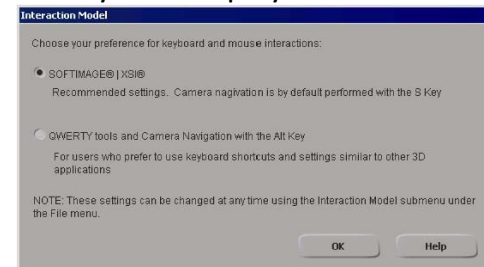 Interaction Model
Choose your preference for keyboard and mouse interactions:
SOFTIMAGE® | XSI®
Recommended settings. Camera nagivation is by default performed with the S Key
QWERTY tools and Camera Navigation with the Alt Key
For users who prefer to use keyboard shortcuts and settings similar to other 3D
applications
NOTE: These settings can be changed at any time using the Interaction Model submenu under
the File menu.
OK Help